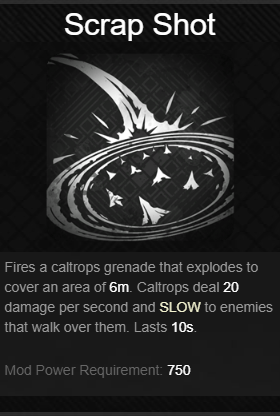 Scrap Shot
Fires a caltrops grenade that explodes to
cover an area of 6m. Caltrops deal 20
damage per second and SLOW to enemies
that walk over them. Lasts 10s.
Mod Power Requirement: 750